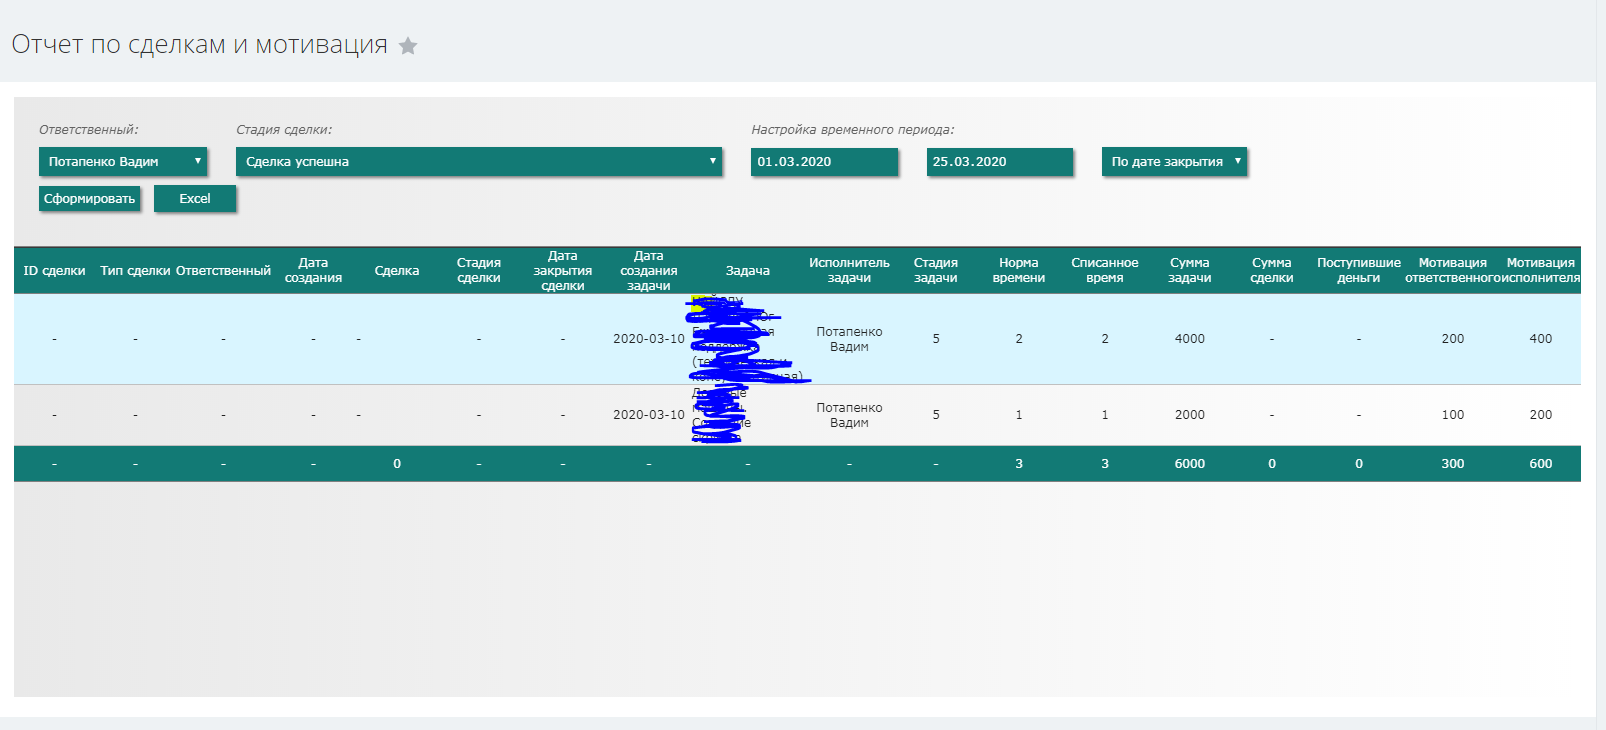 Отчет по сделкам и мотивация
Ответственный: Стадия сделки: Настройка временного периода:
Потапенко Вадим Сделка успешна 01.03.2020 25.03.2020 По дате закрытия
Сформировать Excel
ID сделки Тип сделки Ответственный Дата создания Сделка Стадия сделки Дата закрытия сделки Дата создания задачи Задача Исполнитель задачи Стадия задачи Норма времени Списанное время Сумма задачи Сумма сделки Поступившие деньги Мотивация ответственного Мотивация исполнителя
- - - - - - - 2020-03-10 Потапенко Вадим 5 2 2 4000 - - 200 400
- - - - - - - 2020-03-10 Потапенко Вадим 5 1 1 2000 - - 100 200
- - - - 0 - - - - - - 3 3 6000 0 0 300 600